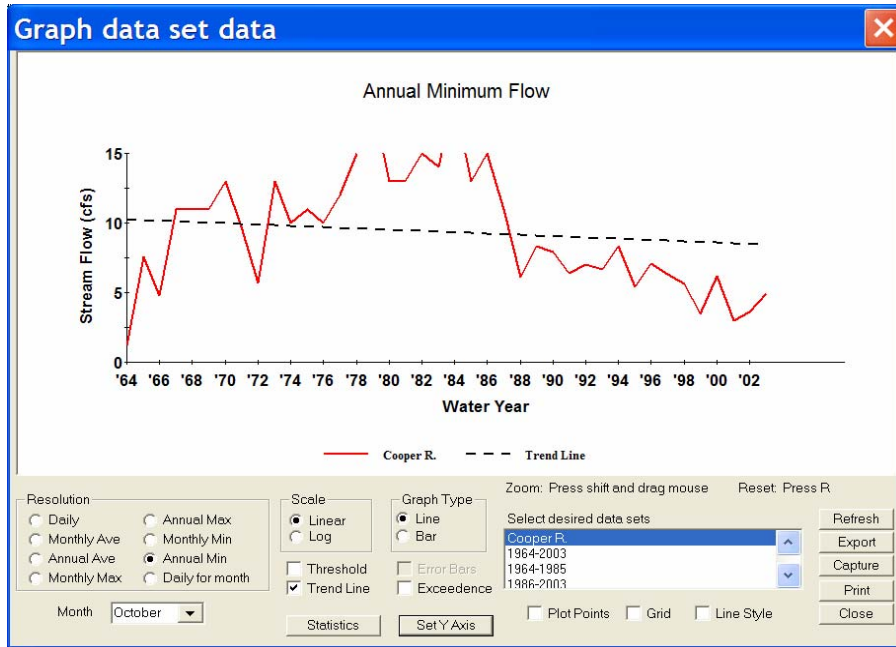 Graph data set data
Annual Minimum Flow
Stream Flow (cfs)
15
10
5
0
'64 '66 '68 '70 '72 '74 '76 '78 '80 '82 '84 '86 '88 '90 '92 '94 '96 '98 '00 '02
Water Year
Cooper R. Trend Line
Zoom: Press shift and drag mouse Reset: Press R
Resolution
Daily Annual Max
Monthly Ave Monthly Min
Annual Ave Annual Min
Monthly Max Daily for month
Month October
Scale
Linear
Log
Threshold
Trend Line
Graph Type
Line
Bar
Error Bars
Exceedence
Statistics Set Y Axis
Select desired data sets
Cooper R.
1964-2003
1964-1985
1986-2003
Plot Points Grid Line Style
Refresh
Export
Capture
Print
Close